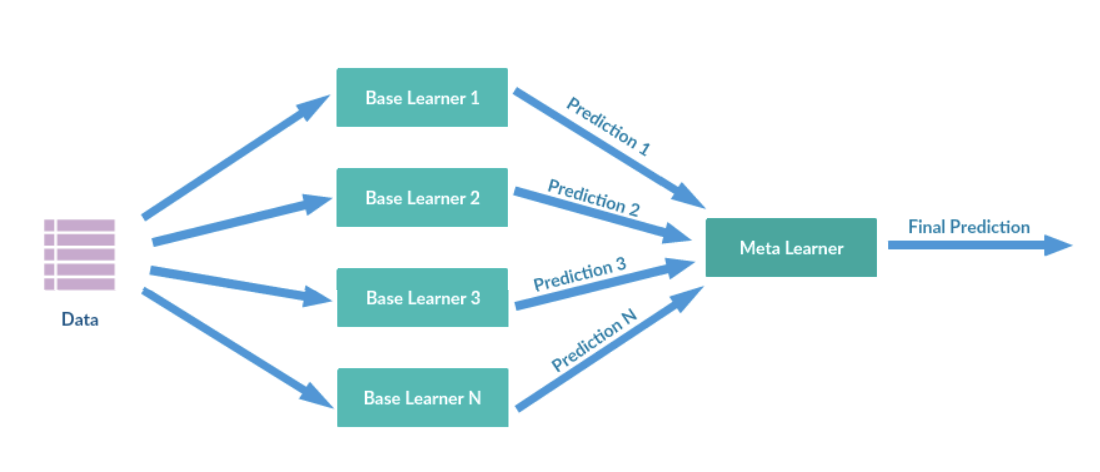 Base Learner 1
Prediction 1
Base Learner 2
Prediction 2
Final Prediction
Meta Learner
Base Learner 3
Prediction 3
Data
Prediction N
Base Learner N